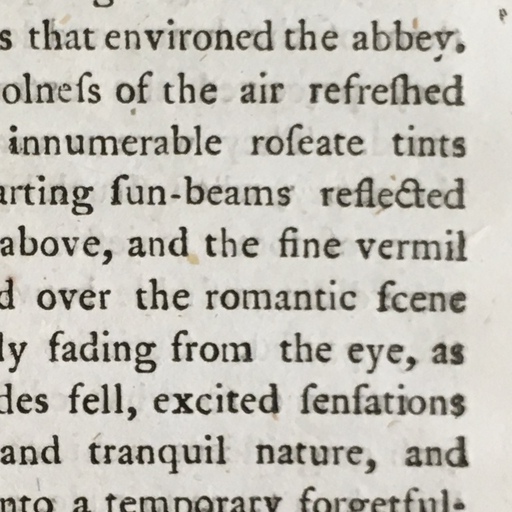 s that environed the abbey.
olneſs of the air refreſhed
innumerable roſeate tints
arting ſun-beams reflected
above, and the fine vermil
d over the romantic ſcene
ly fading from the eye, as
des fell, excited ſenſations
and tranquil nature, and
nto a temporary forgetful-